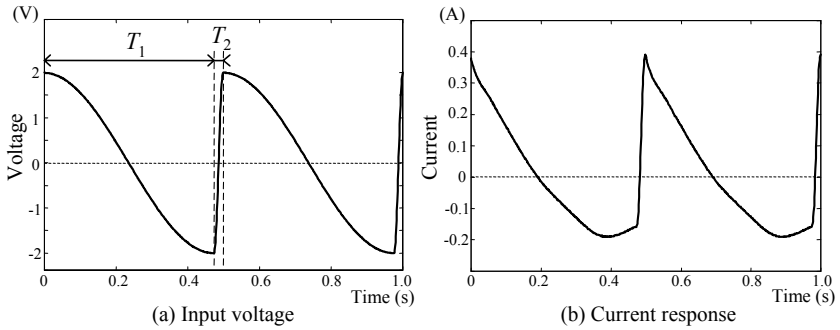 (V)
T1
T2
2
1
0
-1
-2
Voltage
0
0.2
0.4
0.6
0.8
1.0
Time (s)
(a) Input voltage
(A)
0.4
0.3
0.2
0.1
0
-0.1
-0.2
Current
0
0.2
0.4
0.6
0.8
1.0
Time (s)
(b) Current response